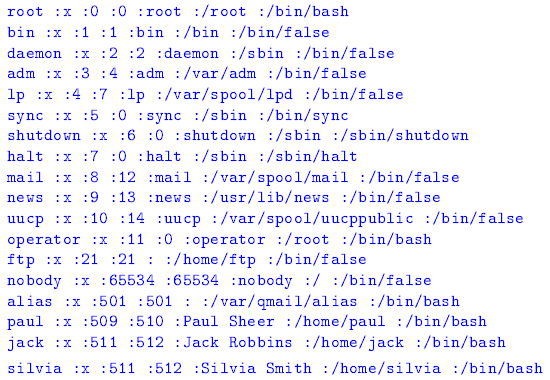 root :x :0 :0 :root :/root :/bin/bash
bin :x :1 :1 :bin :/bin :/bin/false
daemon :x :2 :2 :daemon :/sbin :/bin/false
adm :x :3 :4 :adm :/var/adm :/bin/false
lp :x :4 :7 :lp :/var/spool/lpd :/bin/false
sync :x :5 :0 :sync :/sbin :/bin/sync
shutdown :x :6 :0 :shutdown :/sbin :/sbin/shutdown
halt :x :7 :0 :halt :/sbin :/sbin/halt
mail :x :8 :12 :mail :/var/spool/mail :/bin/false
news :x :9 :13 :news :/usr/lib/news :/bin/false
uucp :x :10 :14 :uucp :/var/spool/uucppublic :/bin/false
operator :x :11 :0 :operator :/root :/bin/bash
ftp :x :21 :21 : :/home/ftp :/bin/false
nobody :x :65534 :65534 :nobody :/ :/bin/false
alias :x :501 :501 : :/var/qmail/alias :/bin/bash
paul :x :509 :510 :Paul Sheer :/home/paul :/bin/bash
jack :x :511 :512 :Jack Robbins :/home/jack :/bin/bash
silvia :x :511 :512 :Silvia Smith :/home/silvia :/bin/bash